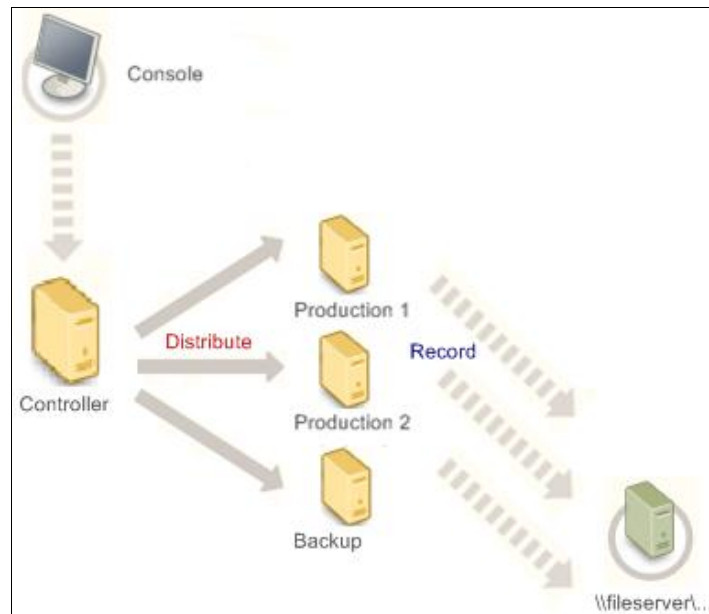 Console
Production 1
Distribute
Record
Controller
Production 2
Backup
\\fileserver\..